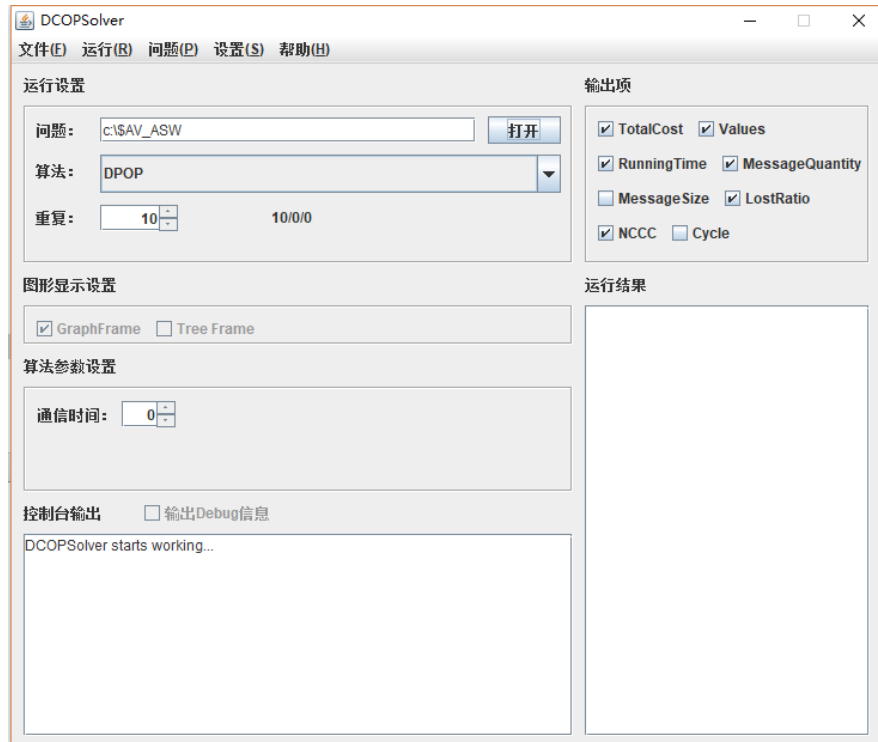 DCOPSolver
文件(F) 运行(R) 问题(P) 设置(S) 帮助(H)
运行设置
问题： c:\$AV_ASW 打开
算法： DPOP
重复： 10 10/0/0
图形显示设置
GraphFrame Tree Frame
算法参数设置
通信时间： 0
控制台输出 输出Debug信息
DCOPSolver starts working...
输出项
TotalCost Values
RunningTime MessageQuantity
MessageSize LostRatio
NCCC Cycle
运行结果